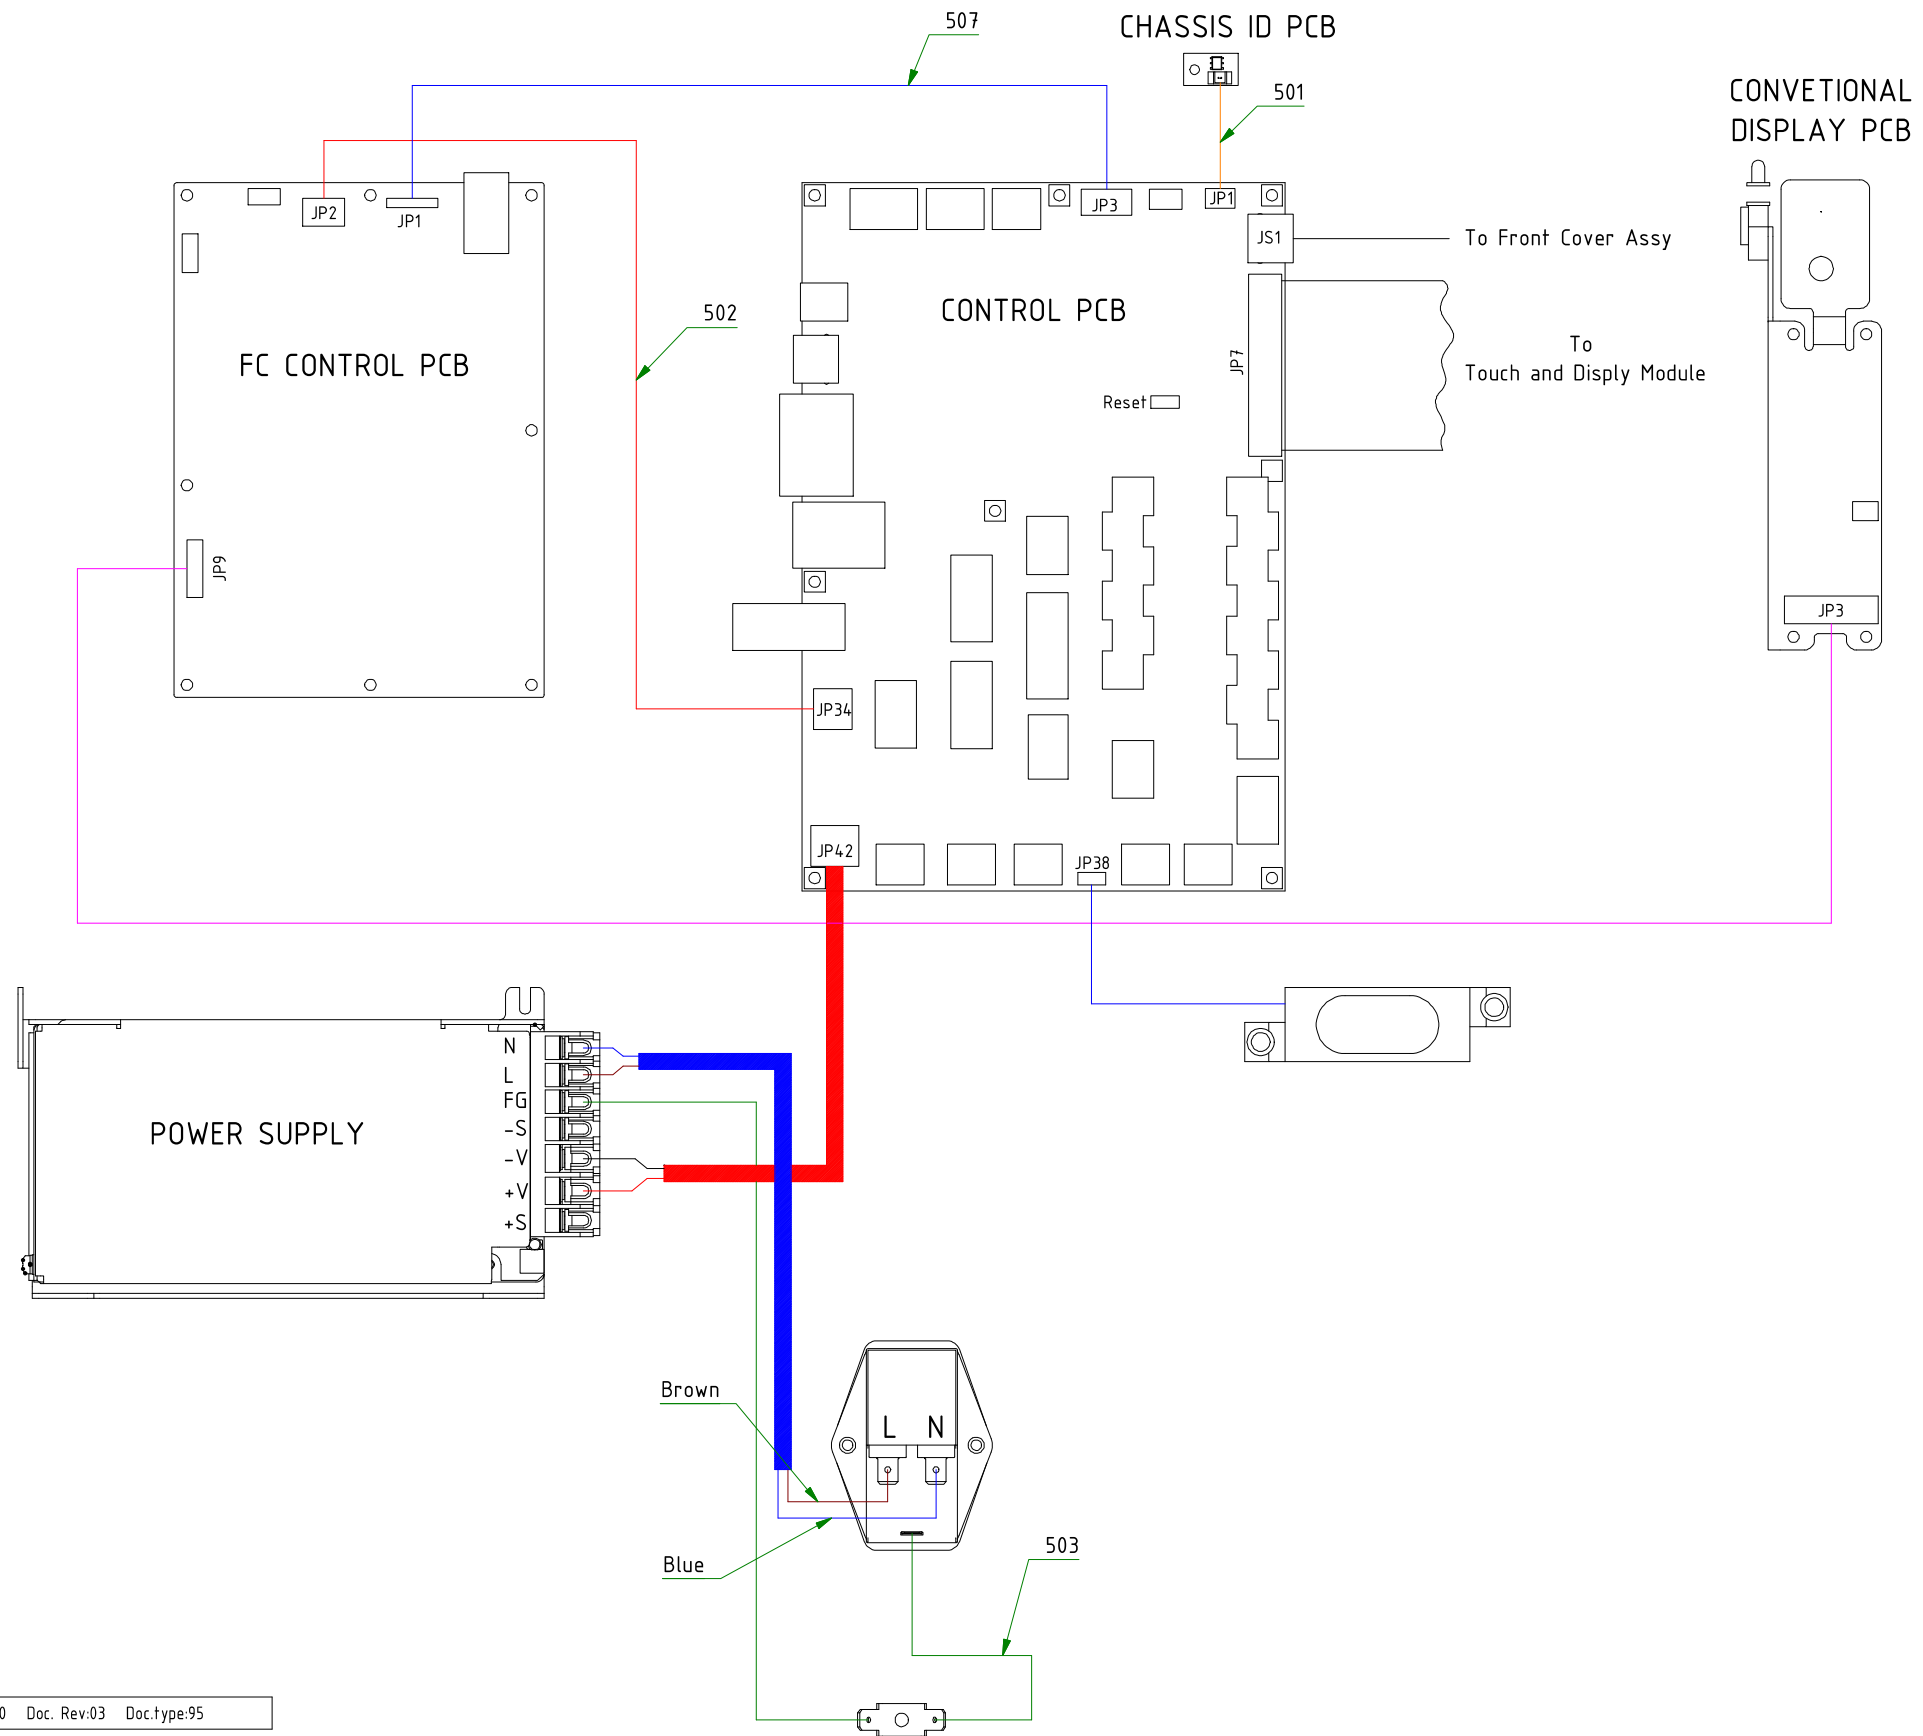 507
CHASSIS ID PCB
501
CONVETIONAL
DISPLAY PCB
JP2
JP1
JP3
JP1
JS1
To Front Cover Assy
CONTROL PCB
502
FC CONTROL PCB
JP7
To
Touch and Disply Module
Reset
JP9
JP3
JP34
JP42
JP38
N
L
FG
-S
-V
+V
+S
POWER SUPPLY
Brown
L N
Blue
503
0 Doc. Rev:03 Doc.type:95